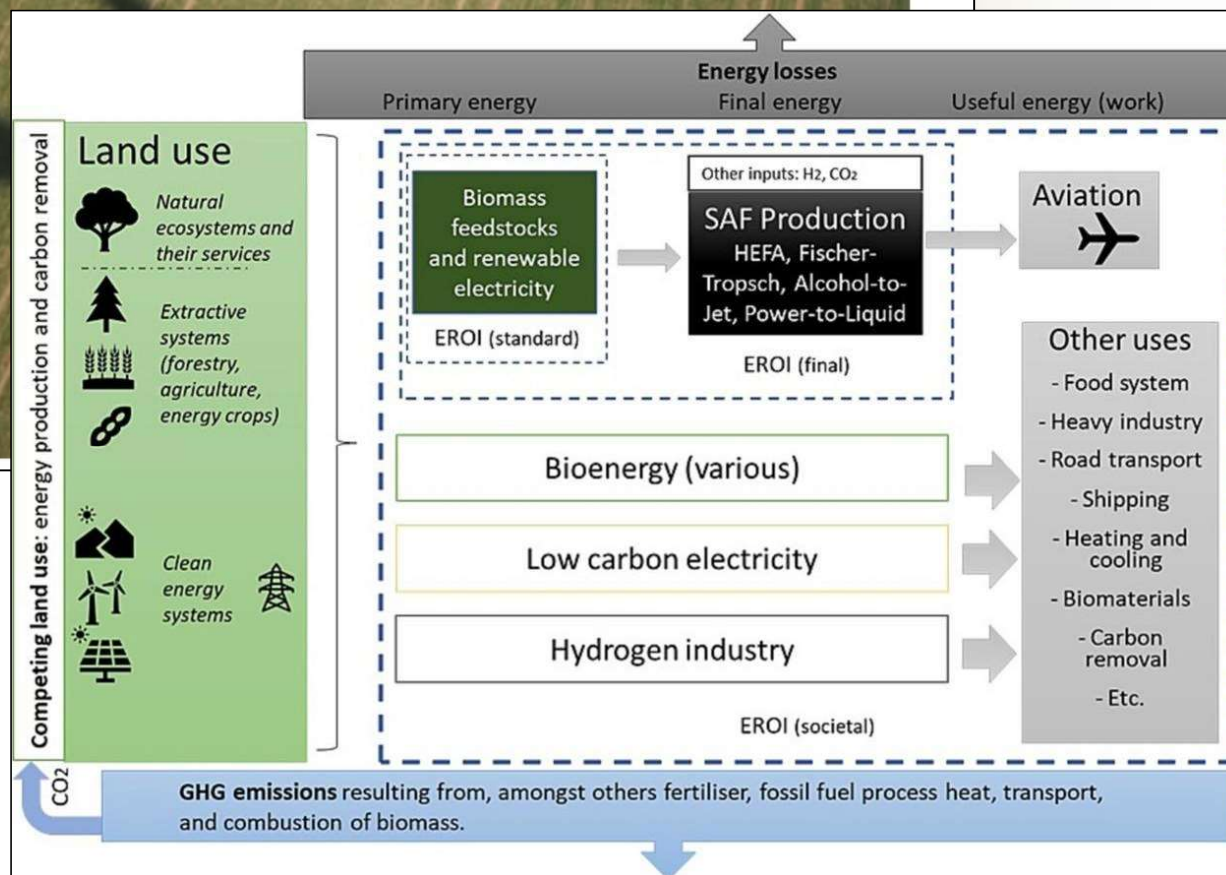 Energy losses
Primary energy
Final energy
Useful energy (work)
Competing land use: energy production and carbon removal
Land use
Natural
ecosystems and
their services
Extractive
systems
(forestry,
agriculture,
energy crops)
Clean
energy
systems
Biomass
feedstocks
and renewable
electricity
EROI (standard)
Other inputs: H2, CO2
SAF Production
HEFA, Fischer-
Tropsch, Alcohol-to-
Jet, Power-to-Liquid
EROI (final)
Aviation
Bioenergy (various)
Low carbon electricity
Hydrogen industry
EROI (societal)
Other uses
- Food system
- Heavy industry
- Road transport
- Shipping
- Heating and
cooling
- Biomaterials
- Carbon
removal
- Etc.
CO2
GHG emissions resulting from, amongst others fertiliser, fossil fuel process heat, transport,
and combustion of biomass.